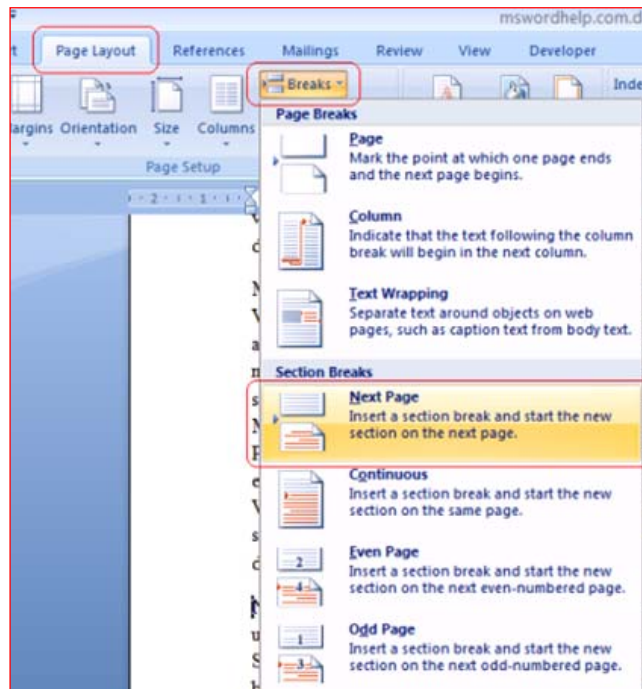 mswordhelp.com.d
t Page Layout References Mailings Review View Developer
Breaks
Inde
argins Orientation Size Columns
Page Setup
Page Breaks
Page
Mark the point at which one page ends
and the next page begins.
Column
Indicate that the text following the column
break will begin in the next column.
Text Wrapping
Separate text around objects on web
pages, such as caption text from body text.
Section Breaks
Next Page
Insert a section break and start the new
section on the next page.
Continuous
Insert a section break and start the new
section on the same page.
Even Page
Insert a section break and start the new
section on the next even-numbered page.
Odd Page
Insert a section break and start the new
section on the next odd-numbered page.